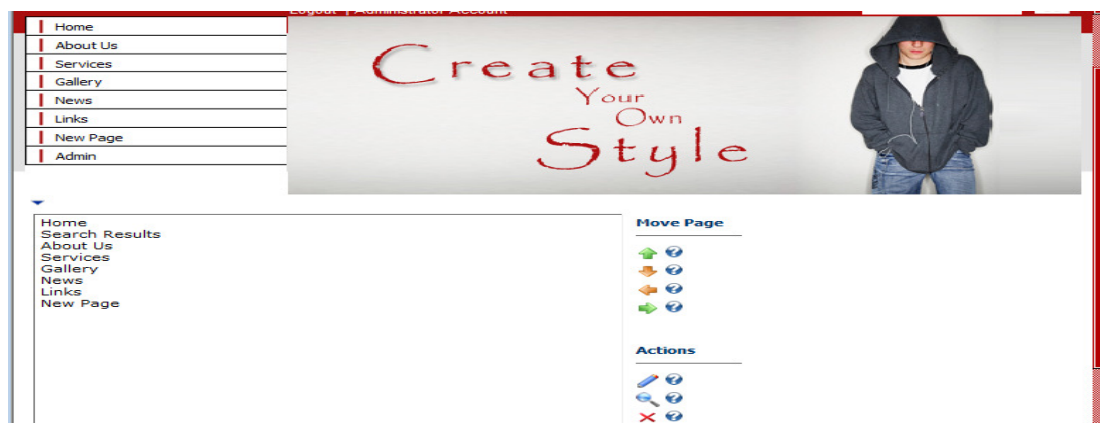 Logout | Administrator Account
Home
About Us
Services
Gallery
News
Links
New Page
Admin
Create
Your
Own
Style
Home
Search Results
About Us
Services
Gallery
News
Links
New Page
Move Page
Actions